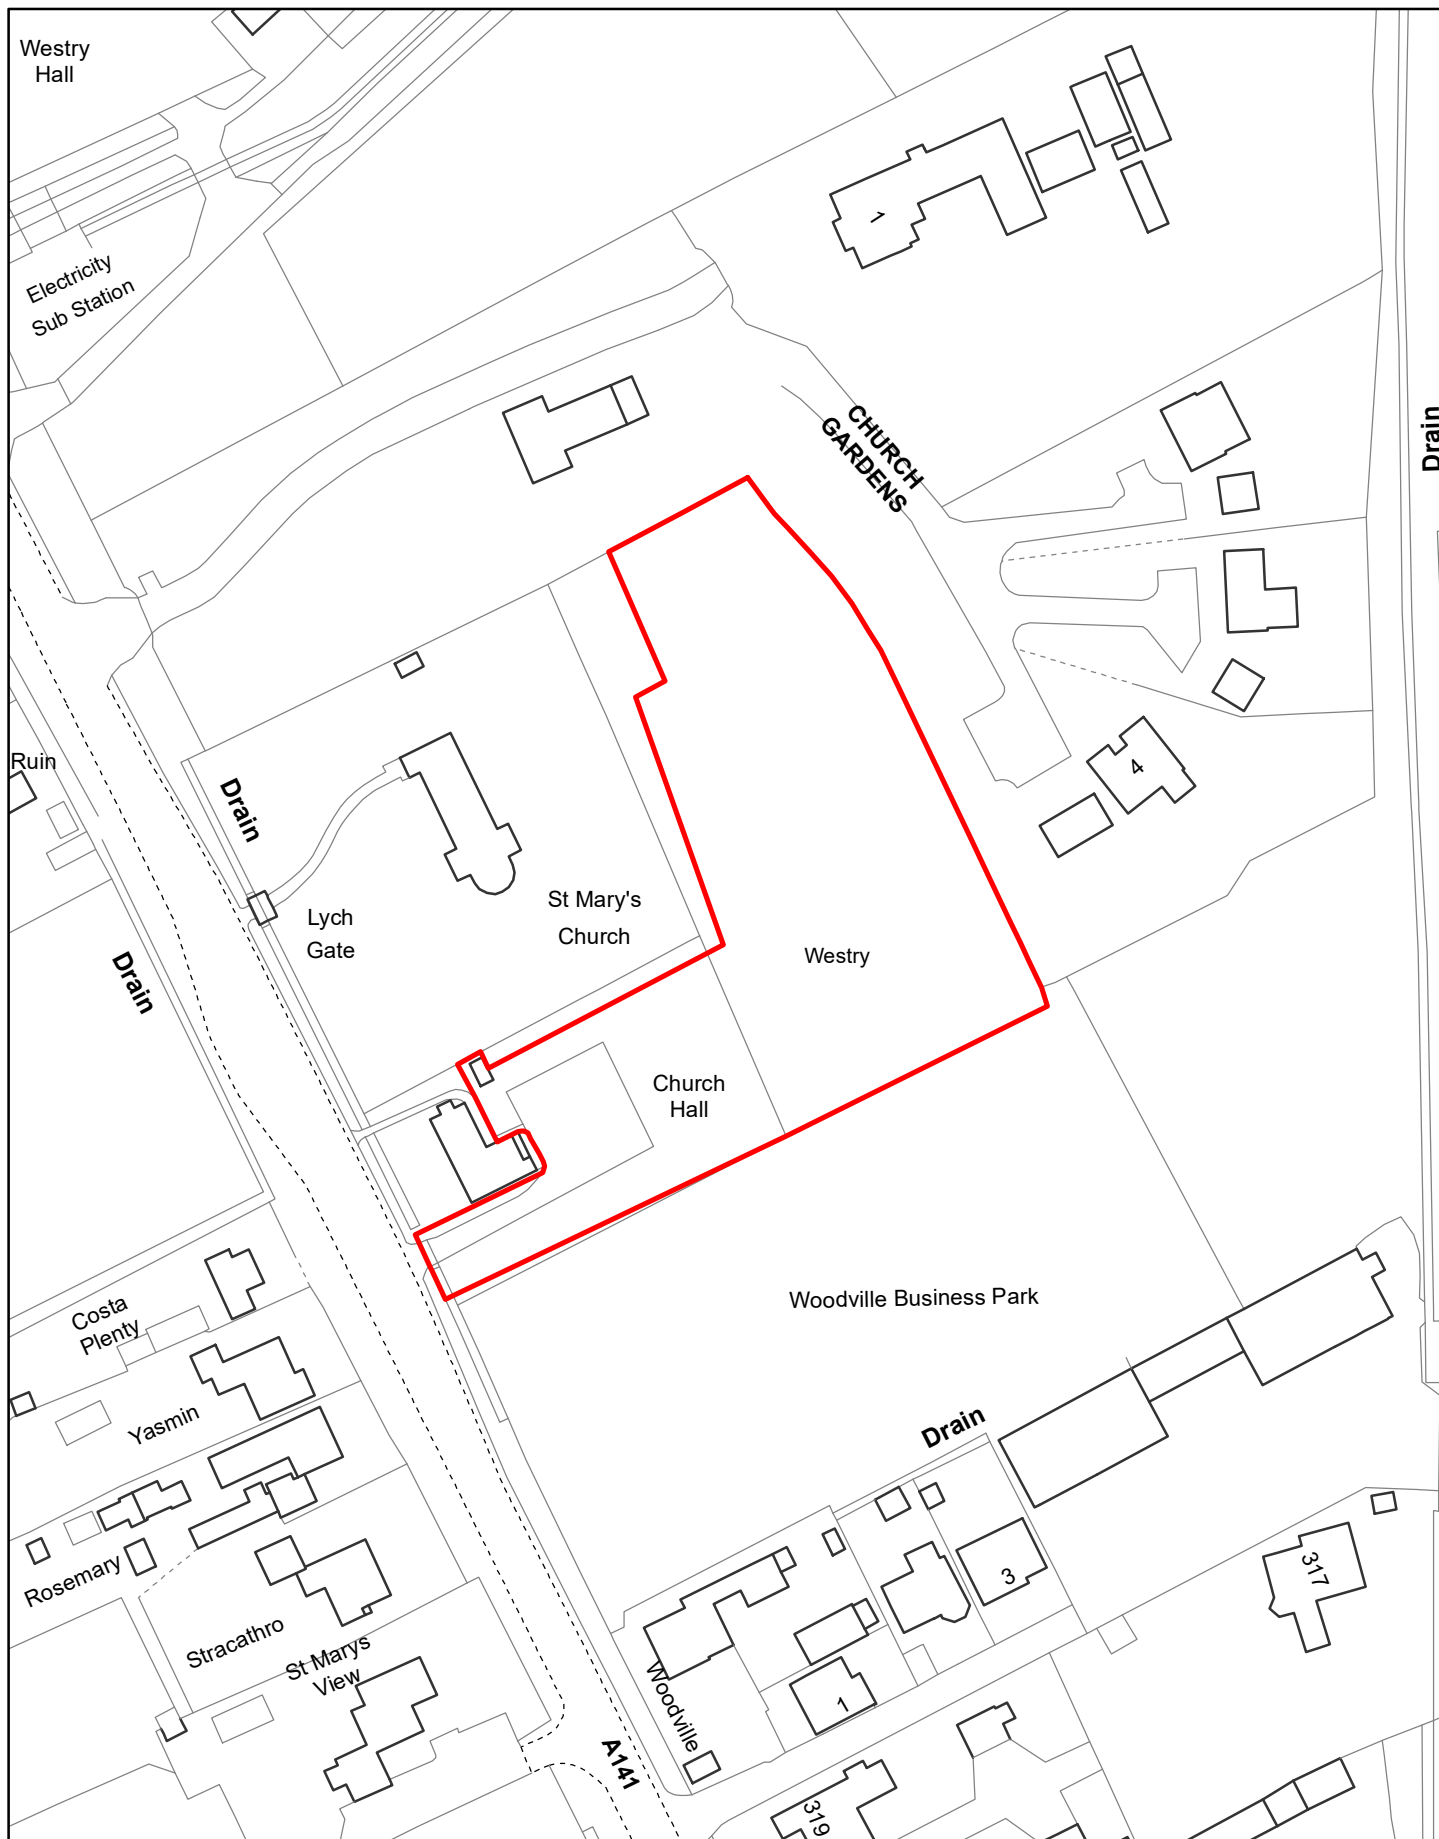 Westry
Hall
Electricity
Sub Station
1
CHURCH
GARDENS
Drain
Ruin
Drain
4
Lych
Gate
St Mary's
Church
Westry
Drain
Church
Hall
Costa
Plenty
Woodville Business Park
Yasmin
Drain
Rosemary
3
317
Stracathro
St Marys
View
Woodville
1
A141
319